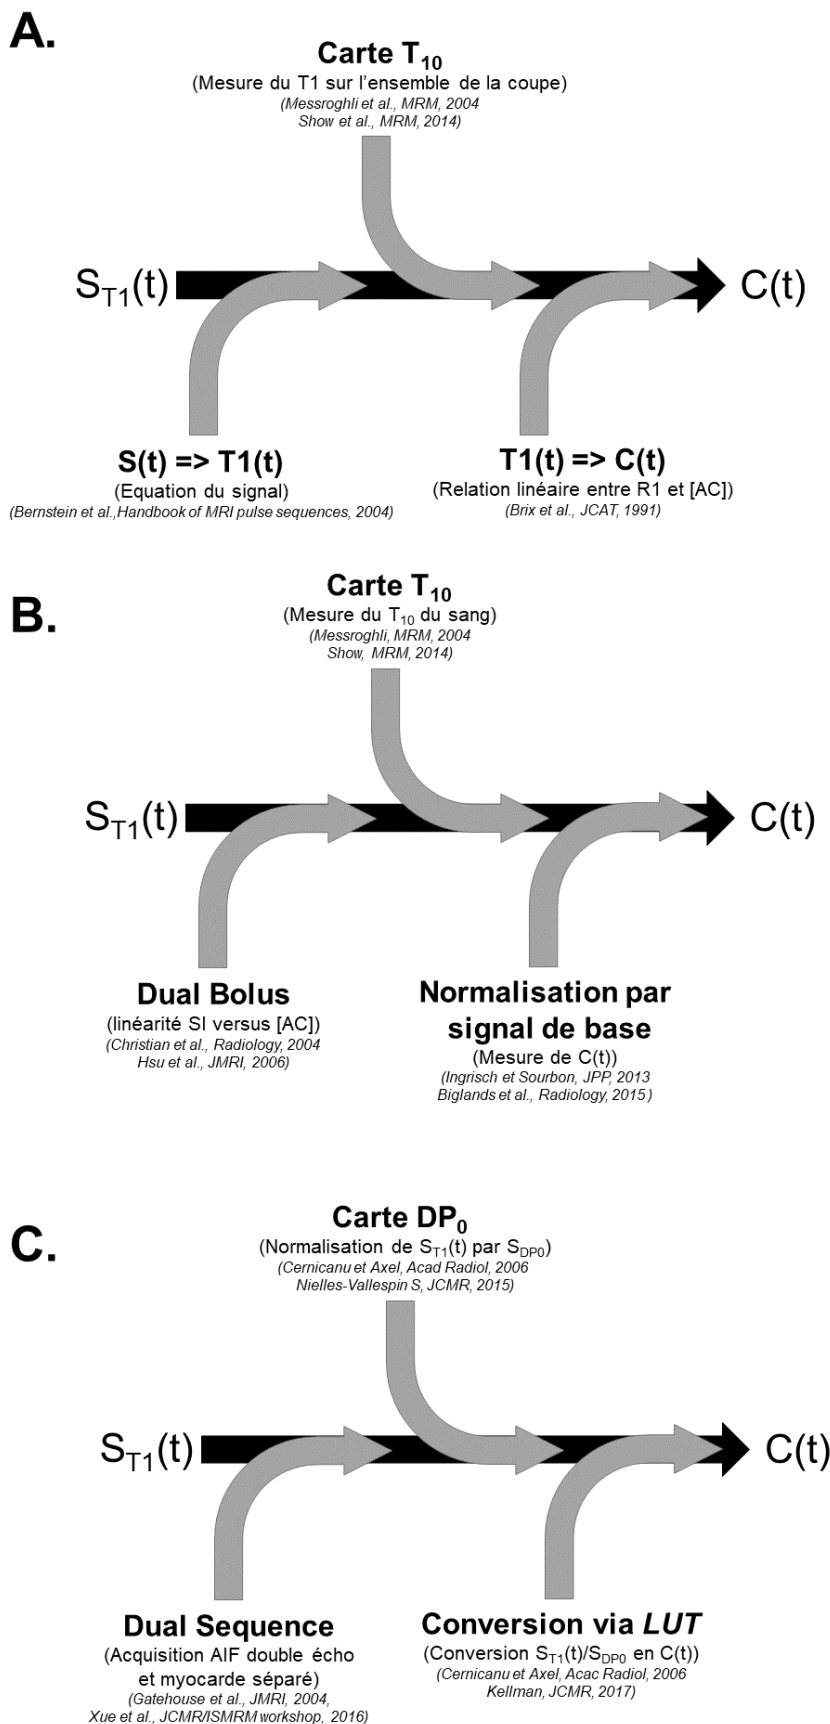 A.
Carte T10
(Mesure du T1 sur l'ensemble de la coupe)
(Messroghli et al., MRM, 2004
Show et al., MRM, 2014)
ST1(t)
C(t)
S(t) => T1(t)
(Equation du signal)
(Bernstein et al.,Handbook of MRI pulse sequences, 2004)
T1(t) => C(t)
(Relation linéaire entre R1 et [AC])
(Brix et al., JCAT, 1991)
B.
Carte T10
(Mesure du T10 du sang)
(Messroghli, MRM, 2004
Show, MRM, 2014)
ST1(t)
C(t)
Dual Bolus
(linéarité SI versus [AC])
(Christian et al., Radiology, 2004
Hsu et al., JMRI, 2006)
Normalisation par
signal de base
(Mesure de C(t))
(Ingrisch et Sourbon, JPP, 2013
Biglands et al., Radiology, 2015)
C.
Carte DP0
(Normalisation de ST1(t) par SDP0)
(Cernicanu et Axel, Acad Radiol, 2006
Nielles-Vallespin S, JCMR, 2015)
ST1(t)
C(t)
Dual Sequence
(Acquisition AIF double écho
et myocarde séparé)
(Gatehouse et al., JMRI, 2004,
Xue et al., JCMR/ISMRM workshop, 2016)
Conversion via LUT
(Conversion ST1(t)/SDP0 en C(t))
(Cernicanu et Axel, Acac Radiol, 2006
Kellman, JCMR, 2017)